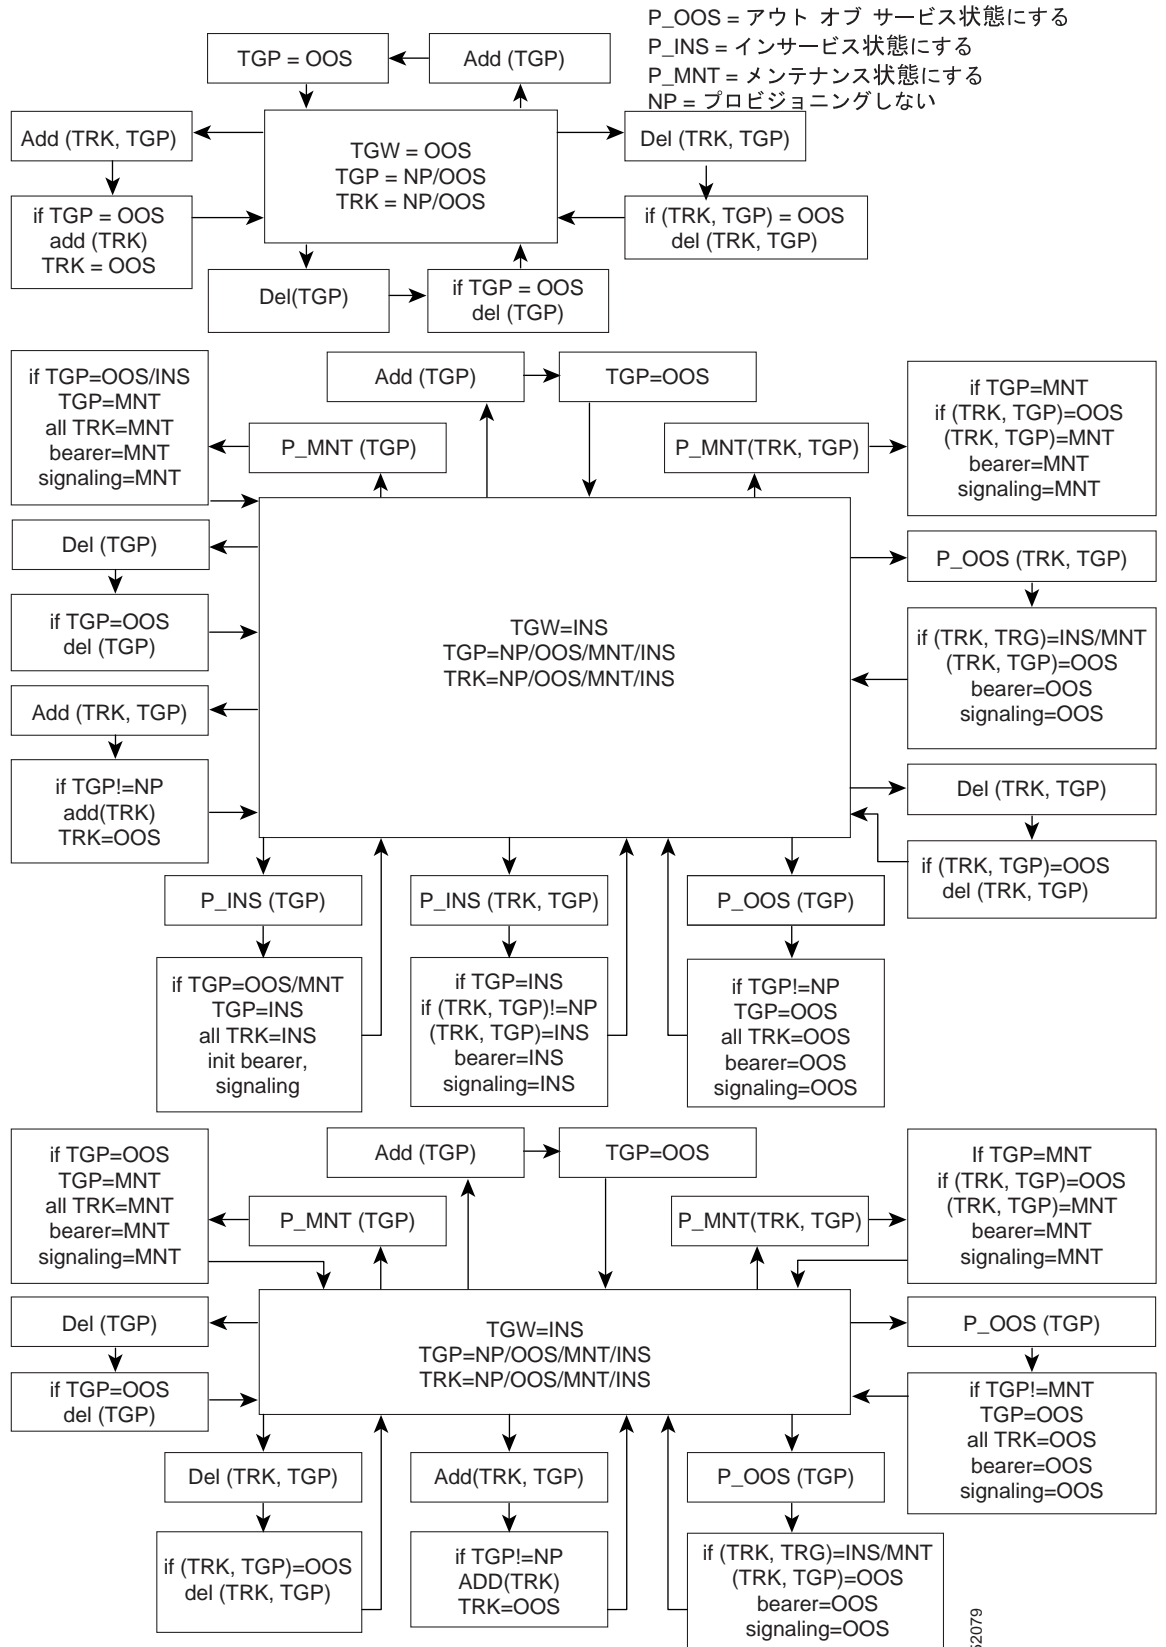 P_OOS = アウト オブ サービス状態にする
P_INS = インサービス状態にする
P_MNT = メンテナンス状態にする
NP = プロビジョニングしない
TGP = OOS
Add (TGP)
Add (TRK, TGP)
TGW = OOS
TGP = NP/OOS
TRK = NP/OOS
Del (TRK, TGP)
if TGP = OOS
add (TRK)
TRK = OOS
if (TRK, TGP) = OOS
del (TRK, TGP)
Del(TGP)
if TGP = OOS
del (TGP)
if TGP=OOS/INS
TGP=MNT
all TRK=MNT
bearer=MNT
signaling=MNT
Add (TGP)
TGP=OOS
P_MNT (TGP)
P_MNT(TRK, TGP)
if TGP=MNT
if (TRK, TGP)=OOS
(TRK, TGP)=MNT
bearer=MNT
signaling=MNT
Del (TGP)
if TGP=OOS
del (TGP)
Add (TRK, TGP)
if TGP!=NP
add(TRK)
TRK=OOS
TGW=INS
TGP=NP/OOS/MNT/INS
TRK=NP/OOS/MNT/INS
P_OOS (TRK, TGP)
if (TRK, TRG)=INS/MNT
(TRK, TGP)=OOS
bearer=OOS
signaling=OOS
Del (TRK, TGP)
if (TRK, TGP)=OOS
del (TRK, TGP)
P_INS (TGP)
if TGP=OOS/MNT
TGP=INS
all TRK=INS
init bearer,
signaling
P_INS (TRK, TGP)
if TGP=INS
if (TRK, TGP)!=NP
(TRK, TGP)=INS
bearer=INS
signaling=INS
P_OOS (TGP)
if TGP!=NP
TGP=OOS
all TRK=OOS
bearer=OOS
signaling=OOS
if TGP=OOS
TGP=MNT
all TRK=MNT
bearer=MNT
signaling=MNT
Add (TGP)
TGP=OOS
P_MNT (TGP)
P_MNT(TRK, TGP)
If TGP=MNT
if (TRK, TGP)=OOS
(TRK, TGP)=MNT
bearer=MNT
signaling=MNT
Del (TGP)
if TGP=OOS
del (TGP)
TGW=INS
TGP=NP/OOS/MNT/INS
TRK=NP/OOS/MNT/INS
P_OOS (TGP)
if TGP!=MNT
TGP=OOS
all TRK=OOS
bearer=OOS
signaling=OOS
Del (TRK, TGP)
if (TRK, TGP)=OOS
del (TRK, TGP)
Add(TRK, TGP)
if TGP!=NP
ADD(TRK)
TRK=OOS
P_OOS (TGP)
if (TRK, TRG)=INS/MNT
(TRK, TGP)=OOS
bearer=OOS
signaling=OOS